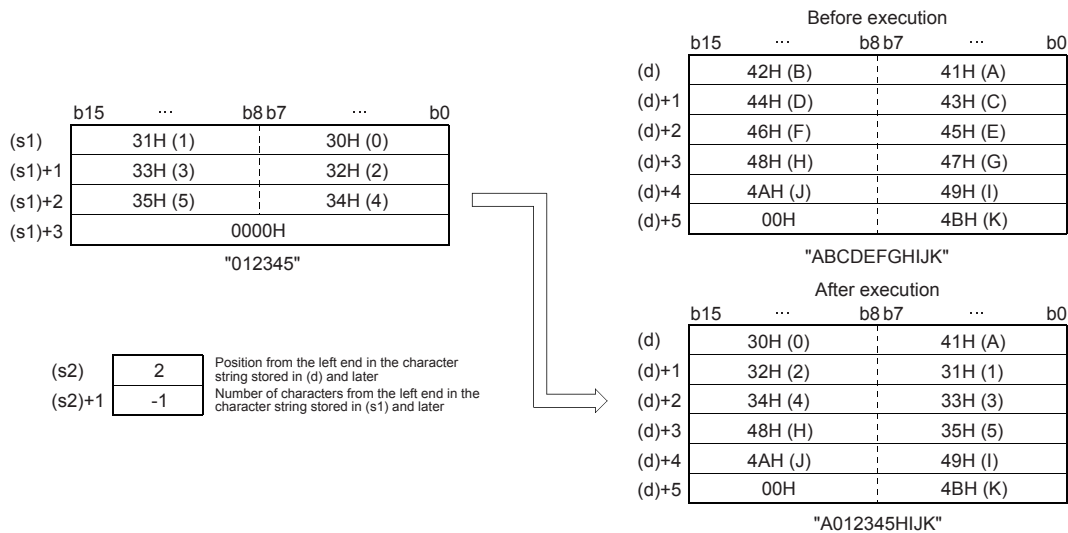 Before execution
b15 ... b8 b7 ... b0
(d) 42H (B) 41H (A)
(d)+1 44H (D) 43H (C)
(d)+2 46H (F) 45H (E)
(d)+3 48H (H) 47H (G)
(d)+4 4AH (J) 49H (I)
(d)+5 00H 4BH (K)
"ABCDEFGHIJK"
b15 ... b8 b7 ... b0
(s1) 31H (1) 30H (0)
(s1)+1 33H (3) 32H (2)
(s1)+2 35H (5) 34H (4)
(s1)+3 0000H
"012345"
(s2) 2 Position from the left end in the character
string stored in (d) and later
(s2)+1 -1 Number of characters from the left end in the
character string stored in (s1) and later
After execution
b15 ... b8 b7 ... b0
(d) 30H (0) 41H (A)
(d)+1 32H (2) 31H (1)
(d)+2 34H (4) 33H (3)
(d)+3 48H (H) 35H (5)
(d)+4 4AH (J) 49H (I)
(d)+5 00H 4BH (K)
"A012345HIJK"